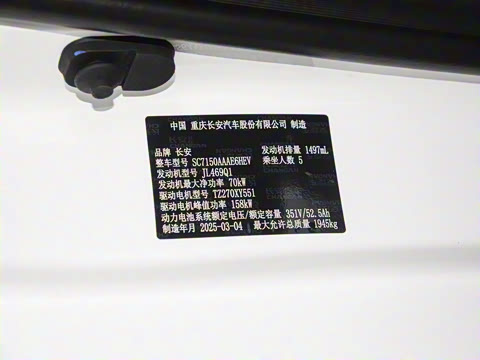 中国 重庆长安汽车股份有限公司 制造
品牌 长安 发动机排量 1497mL
整车型号 SC7150AAAE6HEV 乘坐人数 5
发动机型号 JL469Q1
发动机最大净功率 70kW
驱动电机型号 TZ270XY551
驱动电机峰值功率 158kW
动力电池系统额定电压/额定容量 351V/52.5Ah
制造年月 2025-03-04 最大允许总质量 1945kg